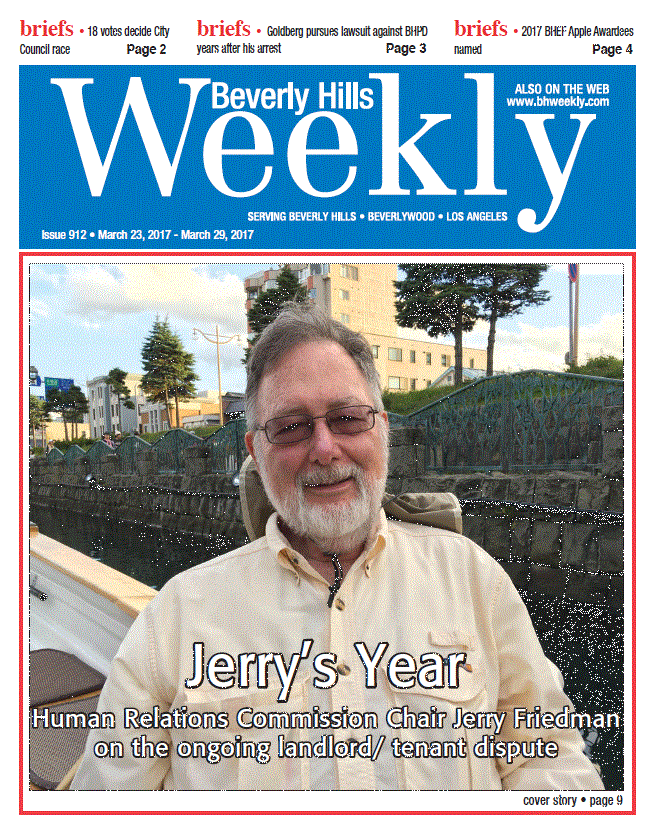 briefs • 18 votes decide City
Council race Page 2
briefs • Goldberg pursues lawsuit against BHPD
years after his arrest Page 3
briefs • 2017 BHEF Apple Awardees
named Page 4
Beverly Hills
Weekly
ALSO ON THE WEB
www.bhweekly.com
SERVING BEVERLY HILLS • BEVERLYWOOD • LOS ANGELES
Issue 912 • March 23, 2017 - March 29, 2017
Jerry's Year
Human Relations Commission Chair Jerry Friedman
on the ongoing landlord/ tenant dispute
cover story • page 9